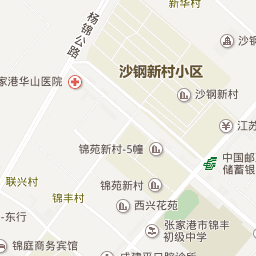 新华村
杨锦公路
沙钢
沙钢新村小区
家港华山医院
沙钢新村
江苏
锦苑新村-5幢
中国邮
储蓄银
联兴村
锦苑新村
锦丰村
西兴花苑
-东行
张家港市锦丰
初级中学
锦庭商务宾馆